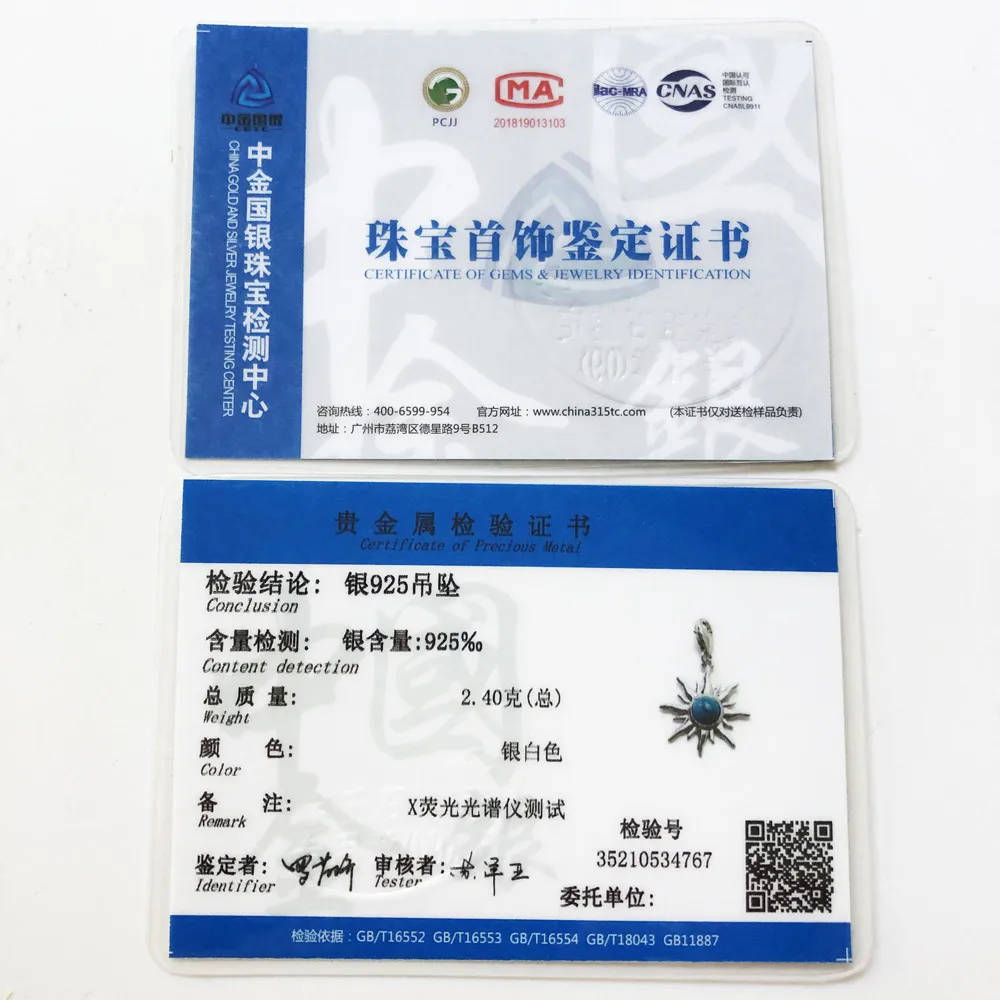 中金国银
CGTC
中金国银珠宝检测中心
CHINA GOLD AND SILVER JEWELRY TESTING CENTER
PCJJ
MA
201819013103
ilac-MRA
CNAS
中国认可
国际互认
检测
TESTING
CNASL9911
珠宝首饰鉴定证书
CERTIFICATE OF GEMS & JEWELRY IDENTIFICATION
咨询热线：400-6599-954 官方网址：www.china315tc.com (本证书仅对送检样品负责)
地址：广州市荔湾区德星路9号B512
贵金属检验证书
Certificate of Precious Metal
检验结论: 银925吊坠
Conclusion
含量检测: 银含量:925‰
Content detection
总质量: 2.40克(总)
Weight
颜色: 银白色
Color
备注: X荧光光谱仪测试
Remark
检验号
35210534767
鉴定者: 审核者:
Identifier Tester
委托单位:
检验依据：GB/T16552 GB/T16553 GB/T16554 GB/T18043 GB11887